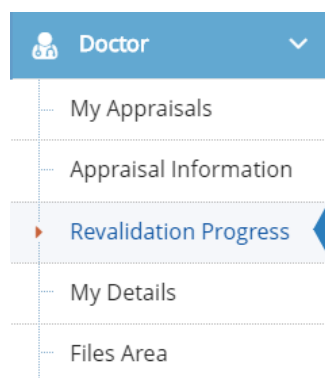 Doctor
My Appraisals
Appraisal Information
Revalidation Progress
My Details
Files Area